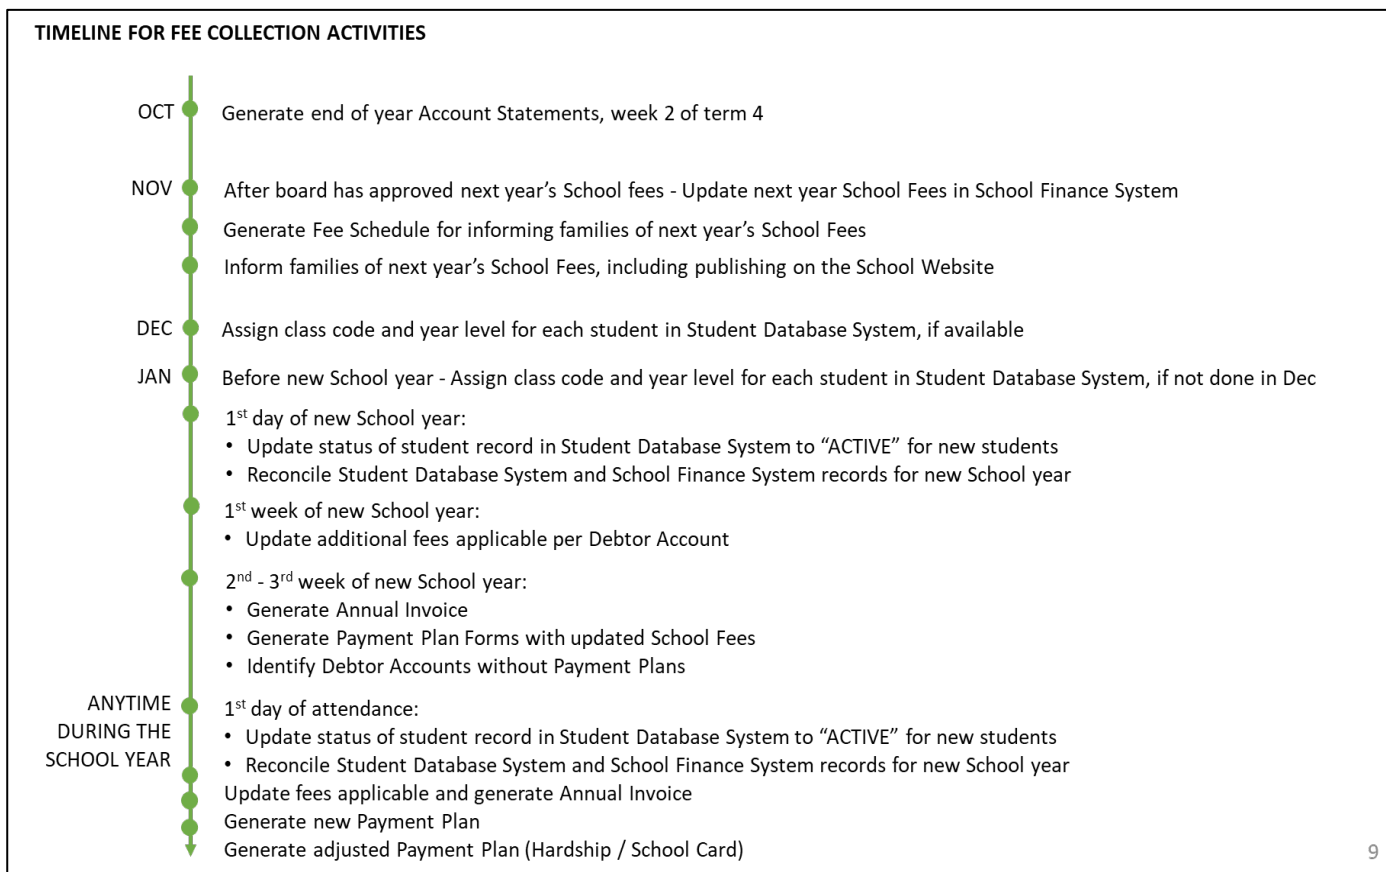 TIMELINE FOR FEE COLLECTION ACTIVITIES
OCT
Generate end of year Account Statements, week 2 of term 4
NOV
After board has approved next year’s School fees - Update next year School Fees in School Finance System
Generate Fee Schedule for informing families of next year’s School Fees
Inform families of next year’s School Fees, including publishing on the School Website
DEC
Assign class code and year level for each student in Student Database System, if available
JAN
Before new School year - Assign class code and year level for each student in Student Database System, if not done in Dec
1st day of new School year:
• Update status of student record in Student Database System to “ACTIVE” for new students
• Reconcile Student Database System and School Finance System records for new School year
1st week of new School year:
• Update additional fees applicable per Debtor Account
2nd - 3rd week of new School year:
• Generate Annual Invoice
• Generate Payment Plan Forms with updated School Fees
• Identify Debtor Accounts without Payment Plans
ANYTIME
DURING THE
SCHOOL YEAR
1st day of attendance:
• Update status of student record in Student Database System to “ACTIVE” for new students
• Reconcile Student Database System and School Finance System records for new School year
Update fees applicable and generate Annual Invoice
Generate new Payment Plan
Generate adjusted Payment Plan (Hardship / School Card)
9